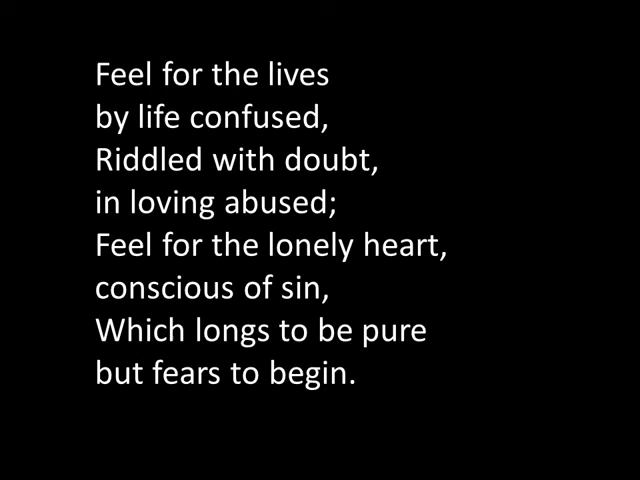 Feel for the lives
by life confused,
Riddled with doubt,
in loving abused;
Feel for the lonely heart,
conscious of sin,
Which longs to be pure
but fears to begin.